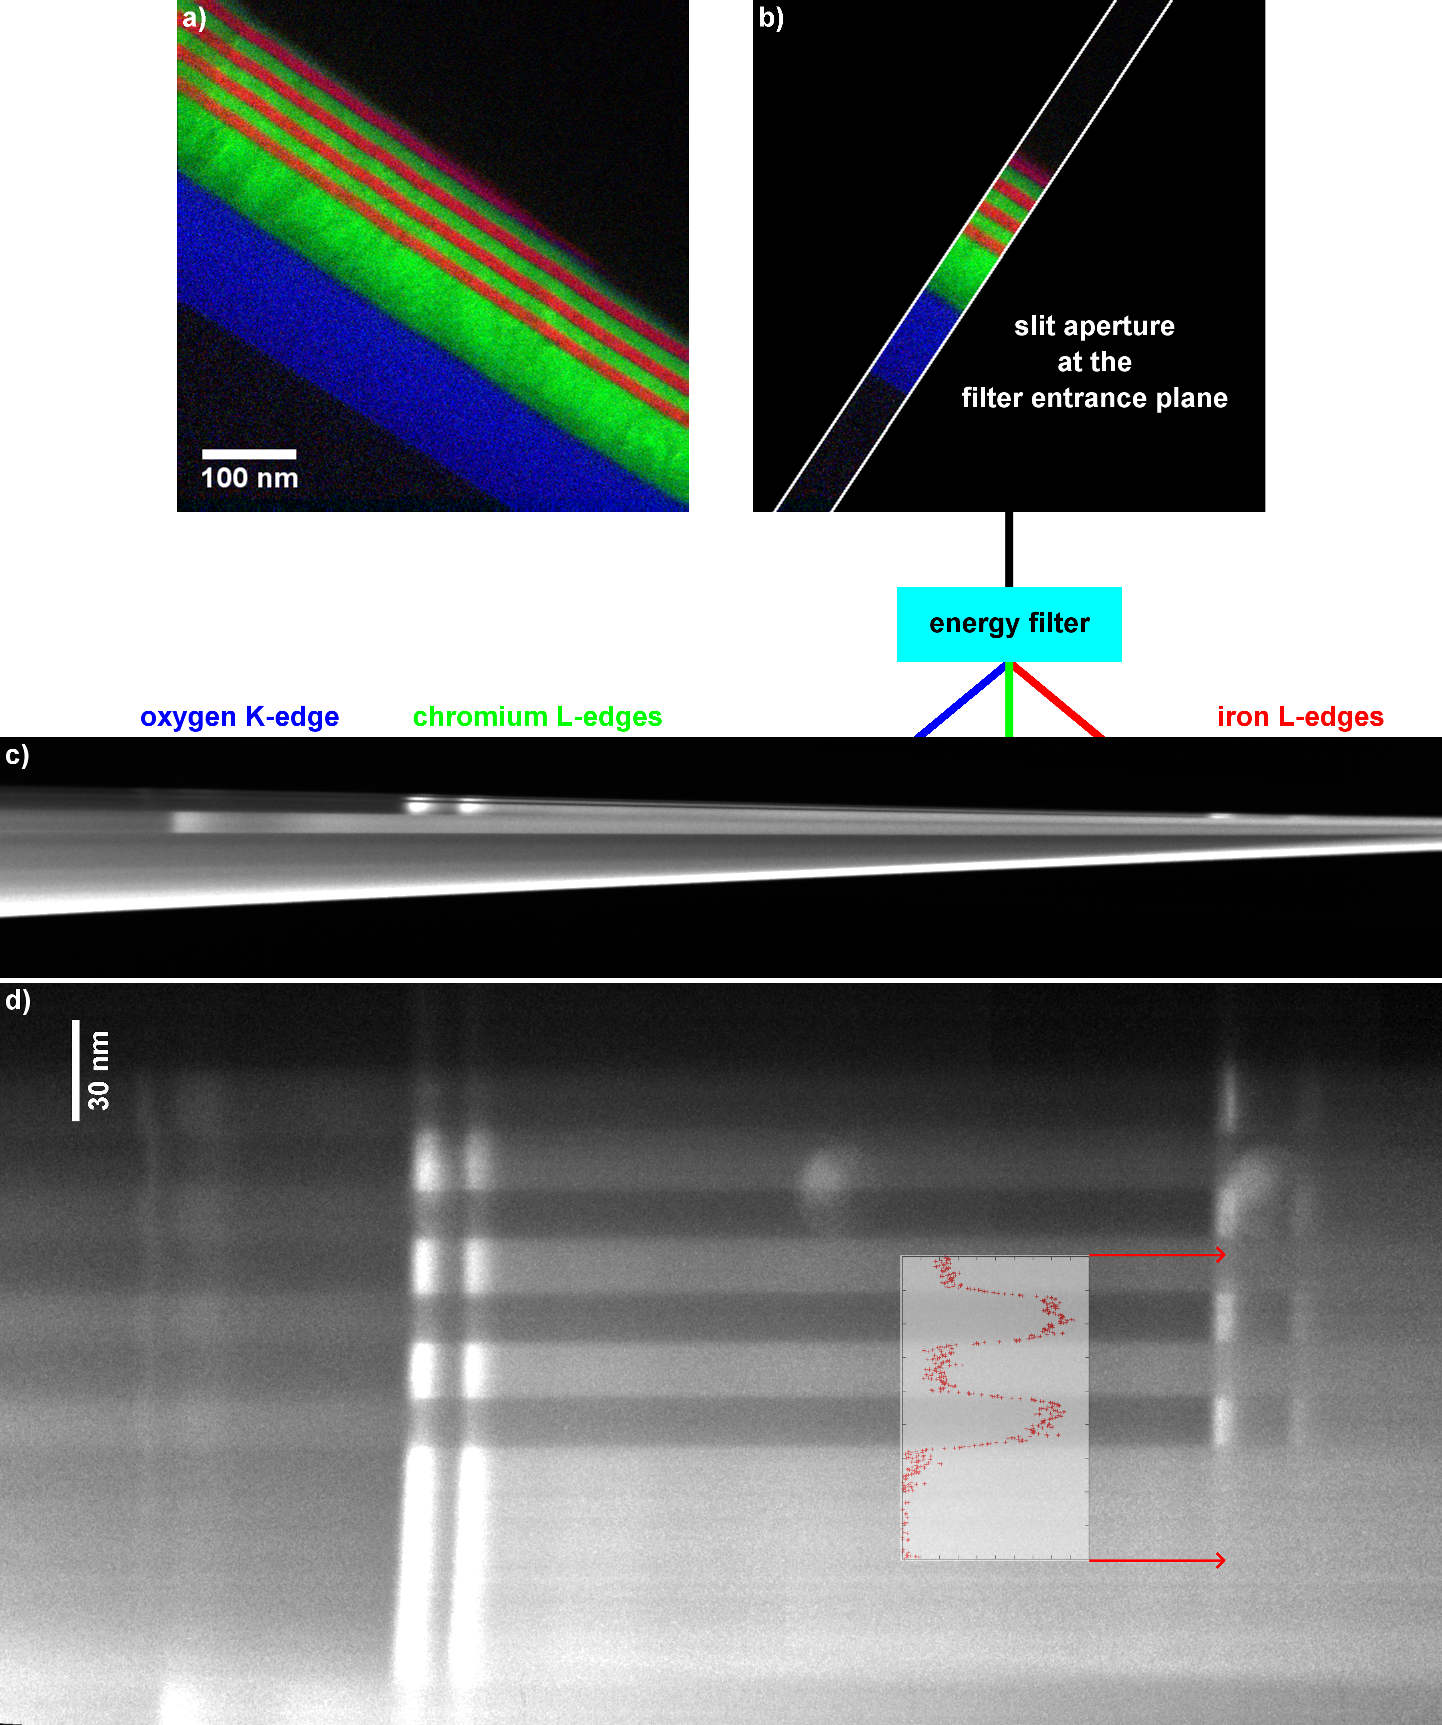 a)
b)
slit aperture
at the
filter entrance plane
100 nm
energy filter
oxygen K-edge
chromium L-edges
iron L-edges
c)
d)
30 nm